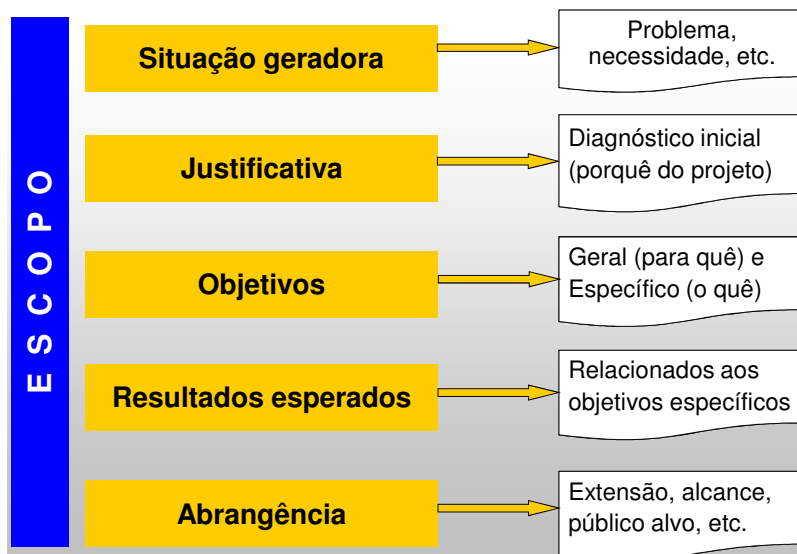 ESCOPO
Situação geradora
Problema,
necessidade, etc.
Justificativa
Diagnóstico inicial
(porquê do projeto)
Objetivos
Geral (para quê) e
Específico (o quê)
Resultados esperados
Relacionados aos
objetivos específicos
Abrangência
Extensão, alcance,
público alvo, etc.